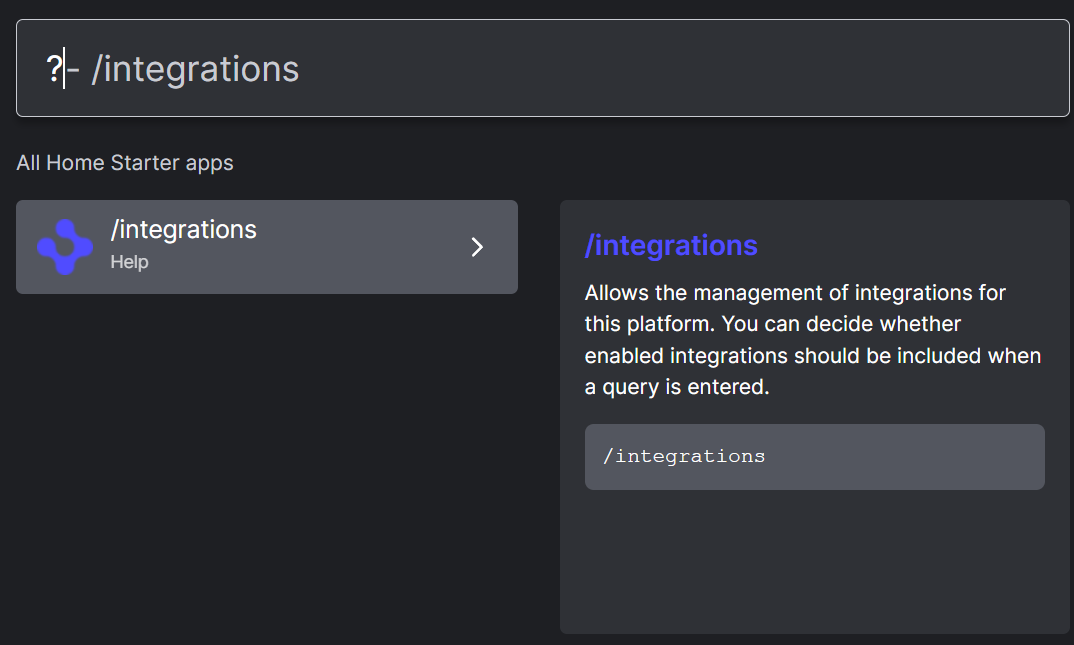 ?- /integrations
All Home Starter apps
/integrations
Help
/integrations
Allows the management of integrations for
this platform. You can decide whether
enabled integrations should be included when
a query is entered.
/integrations